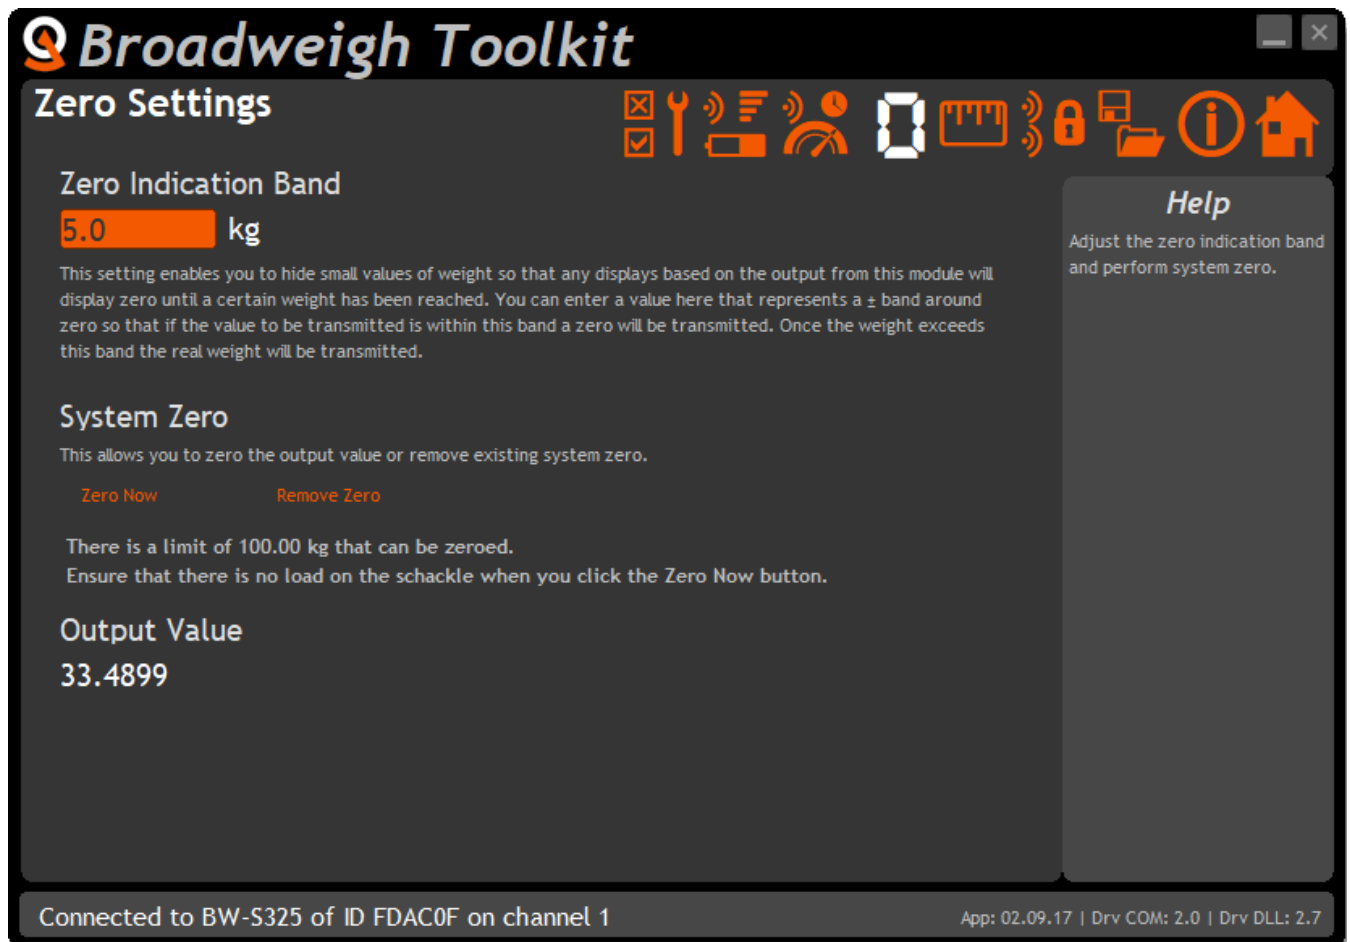 Broadweigh Toolkit
Zero Settings
Zero Indication Band
5.0 kg
This setting enables you to hide small values of weight so that any displays based on the output from this module will
display zero until a certain weight has been reached. You can enter a value here that represents a ± band around
zero so that if the value to be transmitted is within this band a zero will be transmitted. Once the weight exceeds
this band the real weight will be transmitted.
System Zero
This allows you to zero the output value or remove existing system zero.
Zero Now Remove Zero
There is a limit of 100.00 kg that can be zeroed.
Ensure that there is no load on the schackle when you click the Zero Now button.
Output Value
33.4899
Help
Adjust the zero indication band
and perform system zero.
Connected to BW-S325 of ID FDAC0F on channel 1
App: 02.09.17 | Drv COM: 2.0 | Drv DLL: 2.7